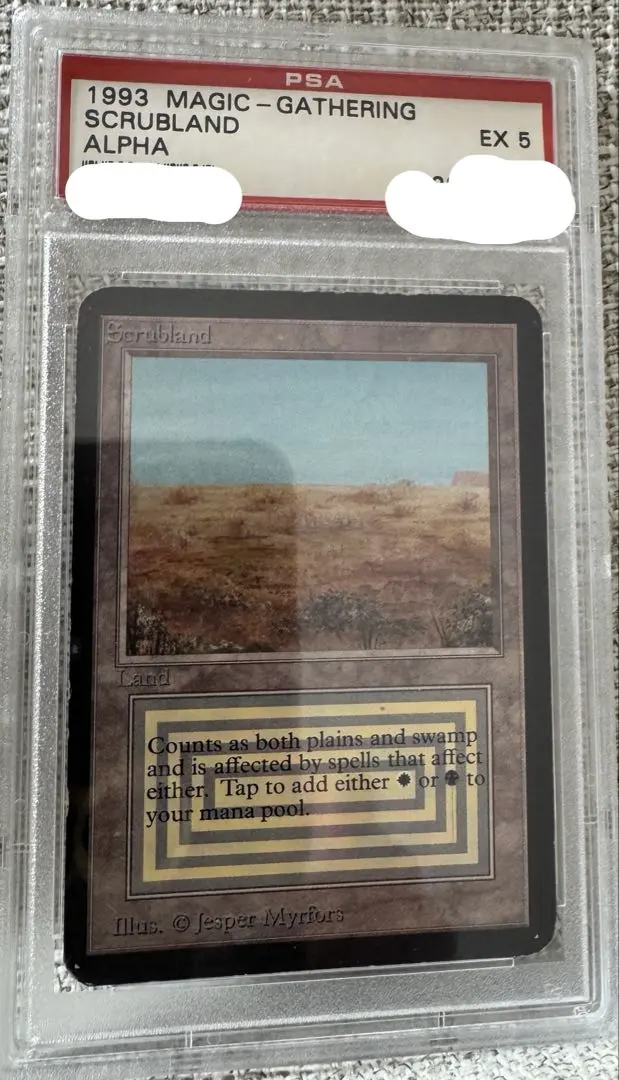 PSA
1993 MAGIC-GATHERING
SCRUBLAND
EX 5
ALPHA
Scrubland
Land
Counts as both plains and swamp
and is affected by spells that affect
either. Tap to add either or to
your mana pool.
Illus. © Jesper Myrfors